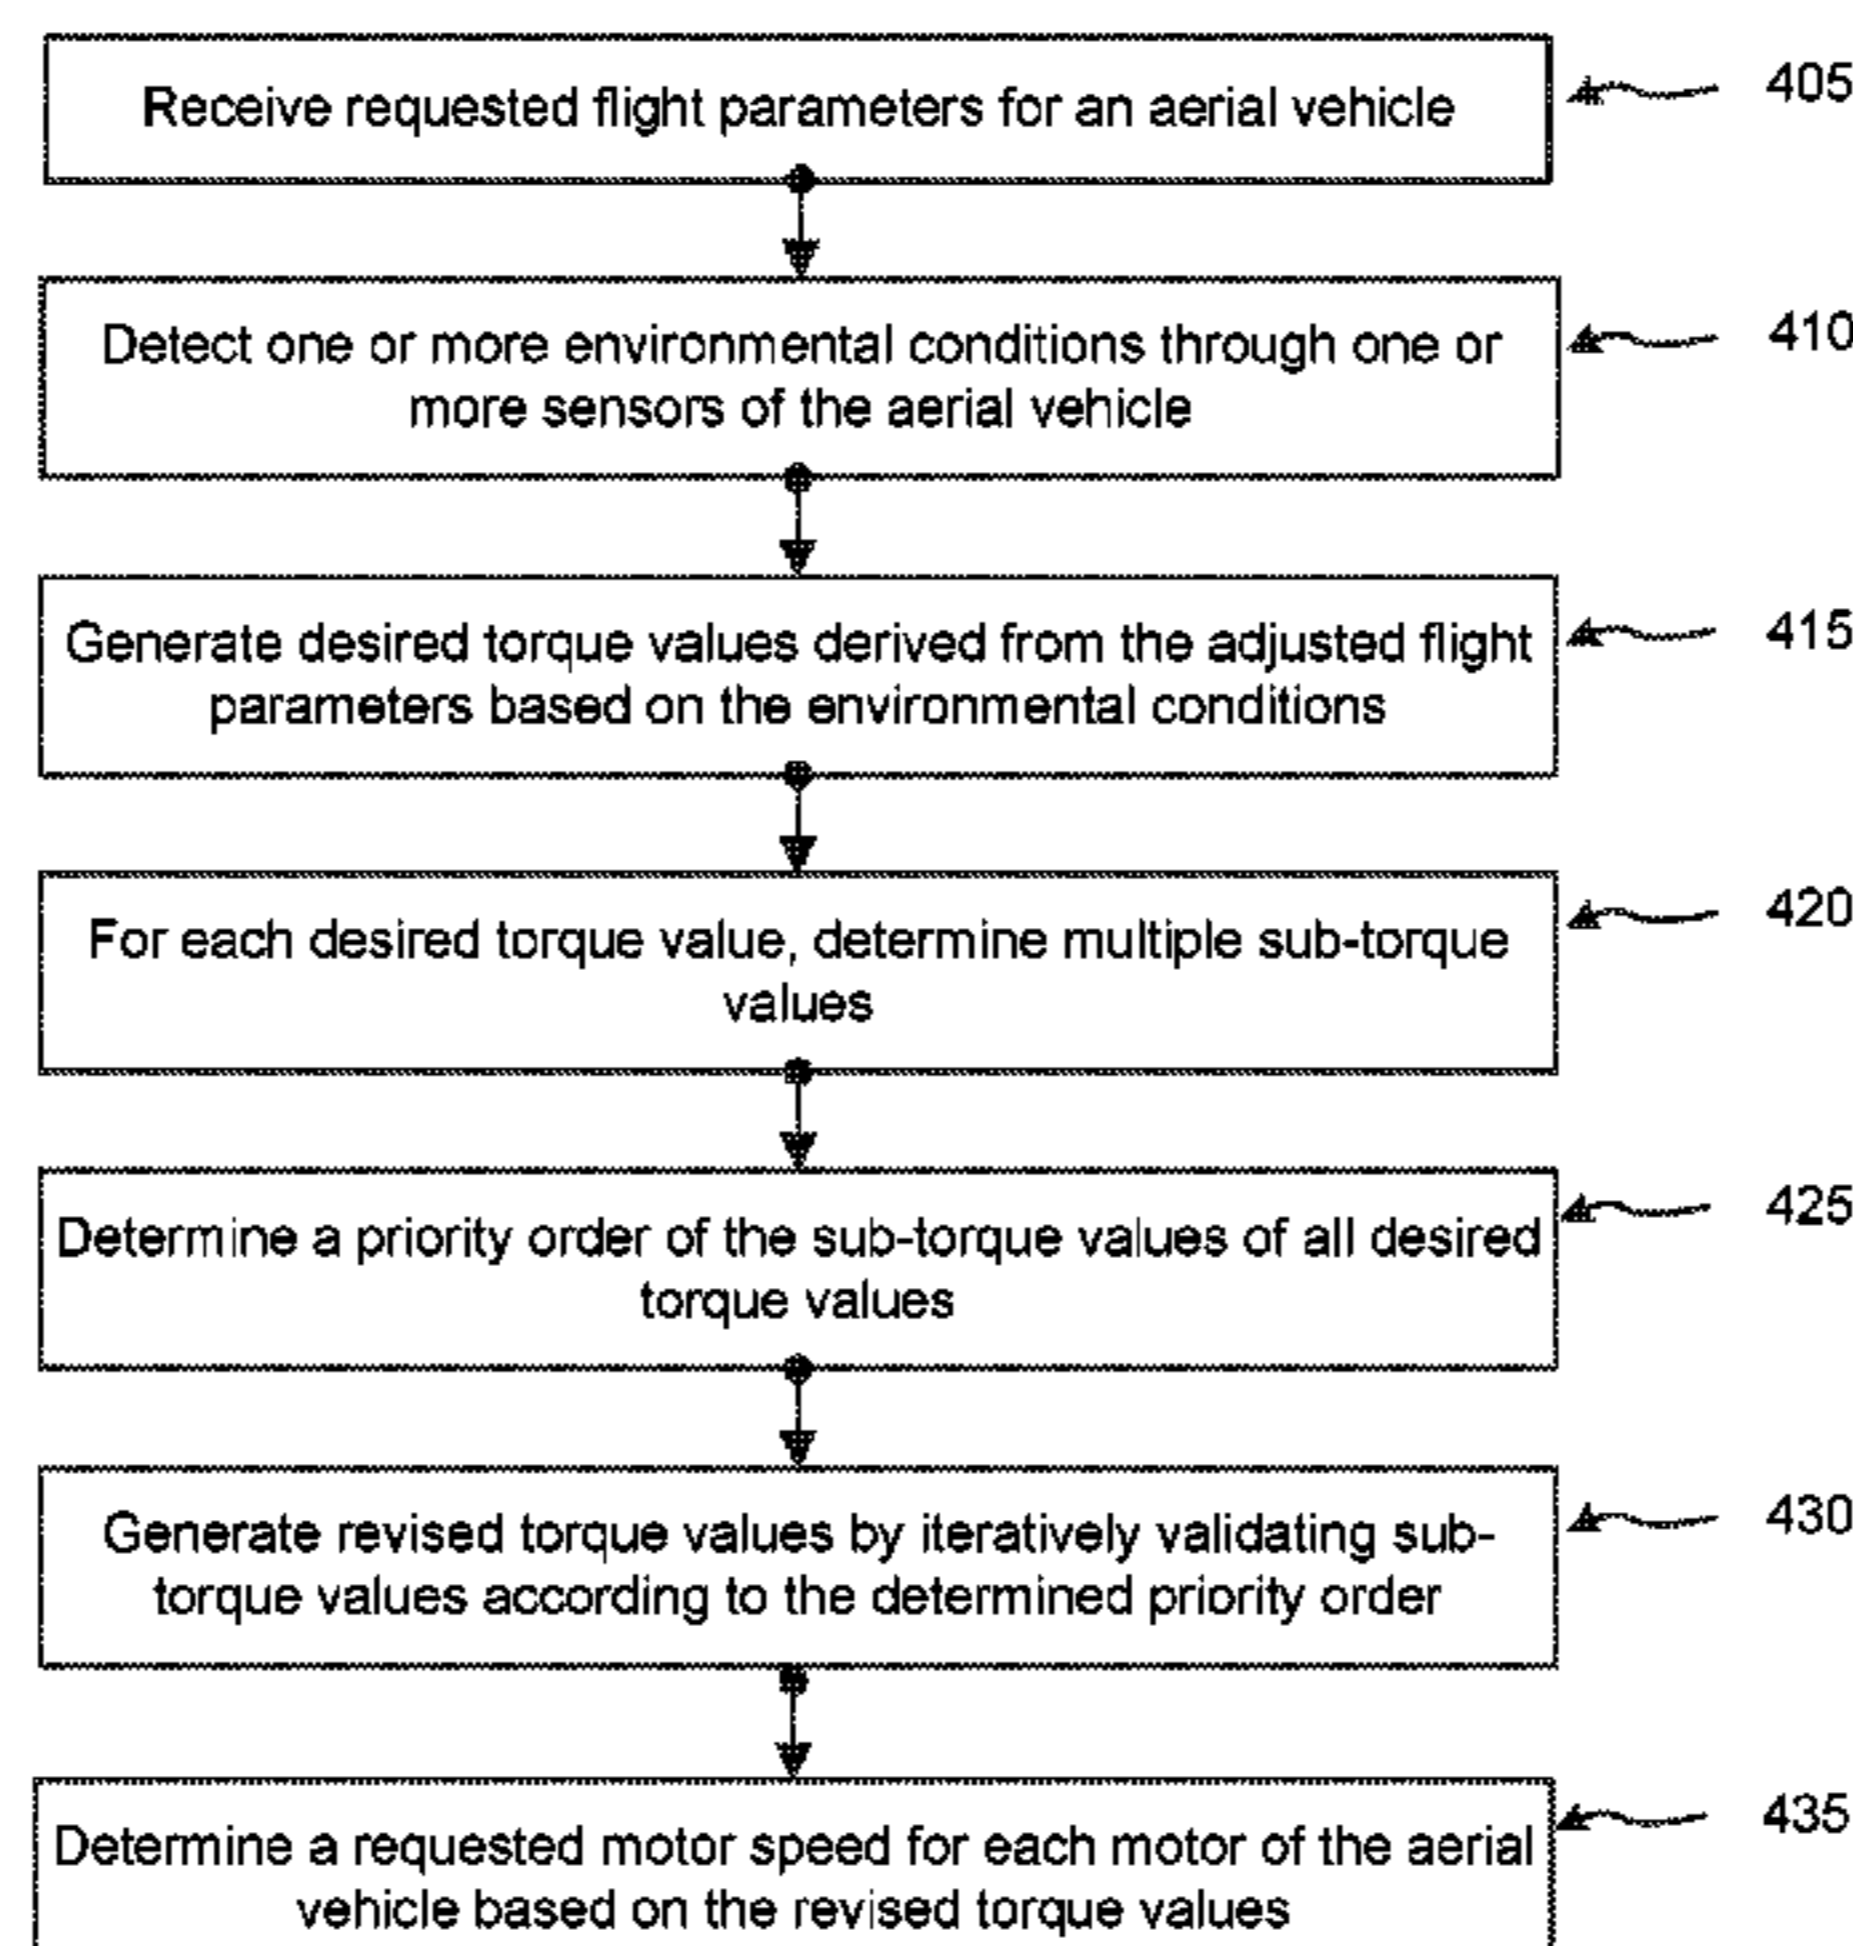 Receive requested flight parameters for an aerial vehicle
405
Detect one or more environmental conditions through one or
more sensors of the aerial vehicle
410
Generate desired torque values derived from the adjusted flight
parameters based on the environmental conditions
415
For each desired torque value, determine multiple sub-torque
values
420
Determine a priority order of the sub-torque values of all desired
torque values
425
Generate revised torque values by iteratively validating sub-
torque values according to the determined priority order
430
Determine a requested motor speed for each motor of the aerial
vehicle based on the revised torque values
435